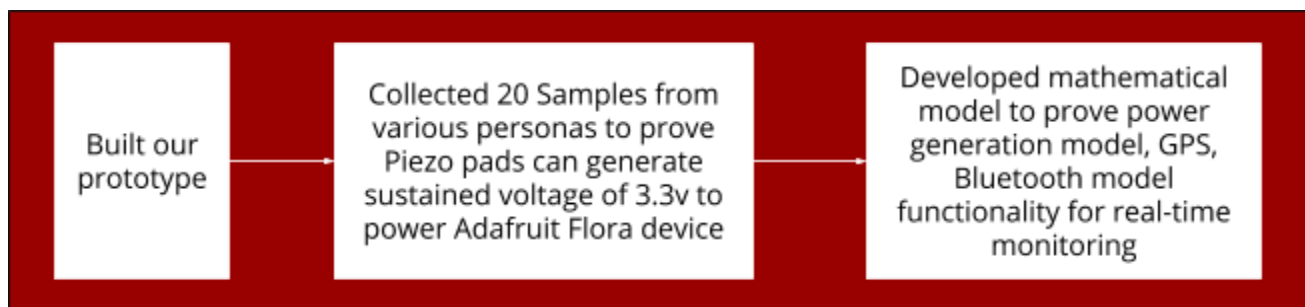 Built our
prototype
Collected 20 Samples from
various personas to prove
Piezo pads can generate
sustained voltage of 3.3v to
power Adafruit Flora device
Developed mathematical
model to prove power
generation model, GPS,
Bluetooth model
functionality for real-time
monitoring